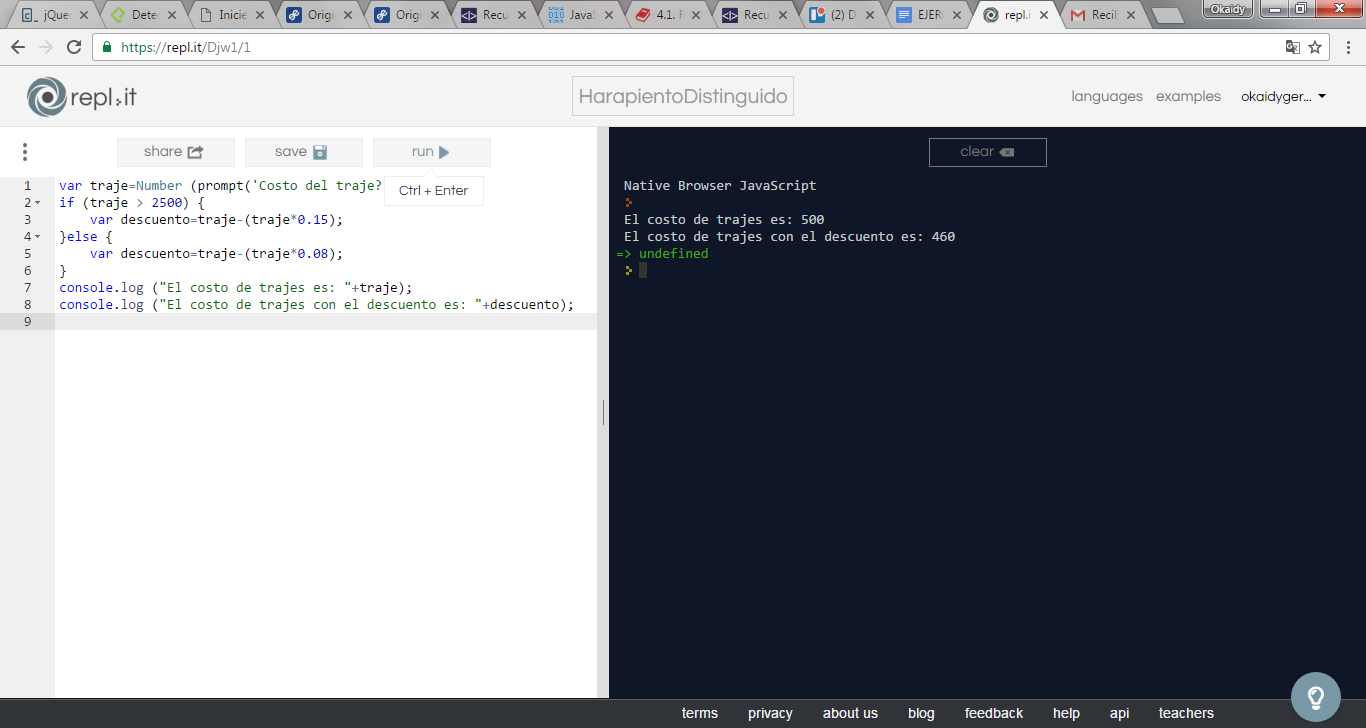 jQue
Dete
Inicie
Origi
Origi
Recu
JavaS
4.1. F
Recu
(2) D
EJER
repl.i
Recib
Okaidy
https://repl.it/Djw1/1
repl.it
HarapientoDistinguido
languages examples okaidyger...
share save run
clear
Ctrl + Enter
1 var traje=Number (prompt('Costo del traje?
2 if (traje > 2500) {
3 var descuento=traje-(traje*0.15);
4 }else {
5 var descuento=traje-(traje*0.08);
6 }
7 console.log ("El costo de trajes es: "+traje);
8 console.log ("El costo de trajes con el descuento es: "+descuento);
9
Native Browser JavaScript
El costo de trajes es: 500
El costo de trajes con el descuento es: 460
=> undefined
terms privacy about us blog feedback help api teachers